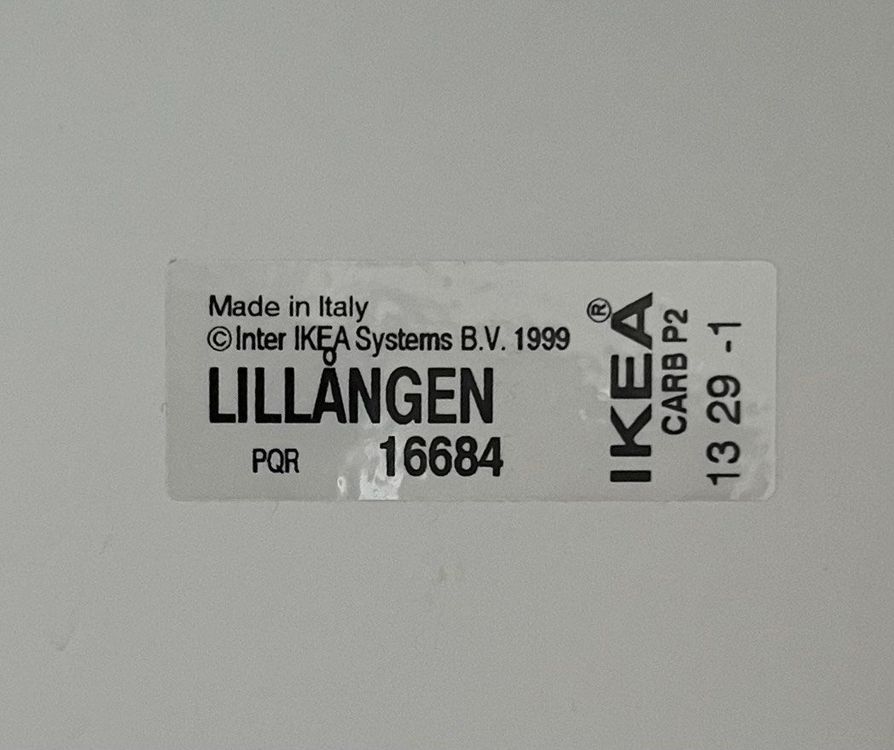 Made in Italy
©Inter IKEA Systems B.V. 1999
LILLÅNGEN
PQR 16684
IKEA®
CARB P2
13 29 -1